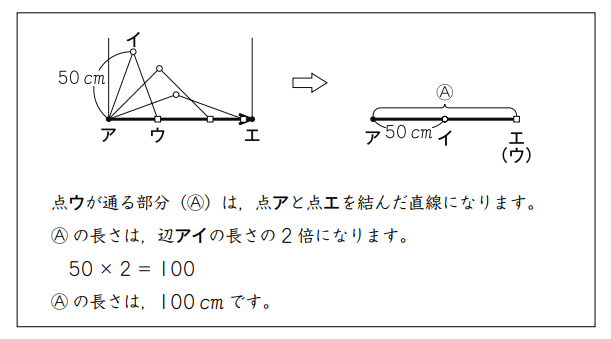 イ
50 cm
ア ウ エ
Ⓐ
ア 50 cm イ エ
(ウ)
点ウが通る部分（Ⓐ）は，点アと点エを結んだ直線になります。
Ⓐの長さは，辺アイの長さの２倍になります。
50 × 2 = 100
Ⓐの長さは，100 cm です。